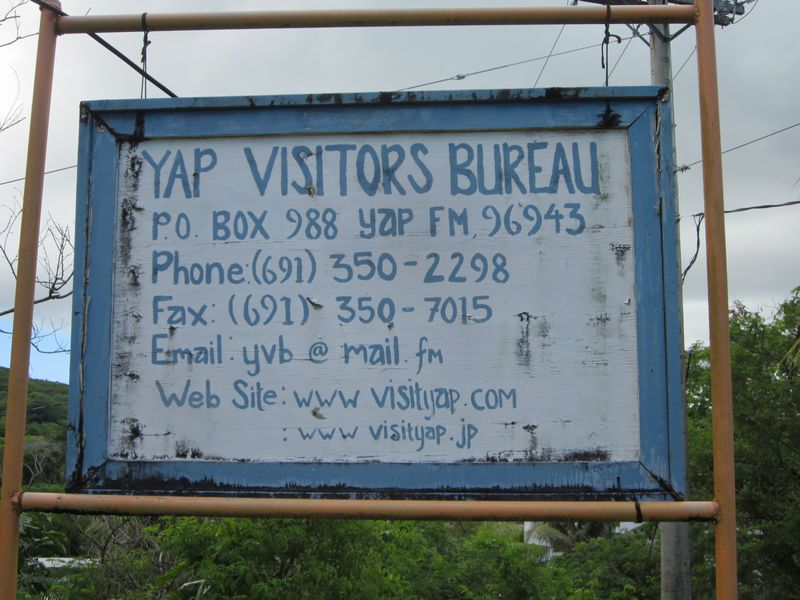 YAP VISITORS BUREAU
P.O. BOX 988 yap FM, 96943
Phone:(691) 350-2298
Fax: (691) 350-7015
Email: yvb @ mail.fm
Web Site: www visityap.com
: www visityap.jp